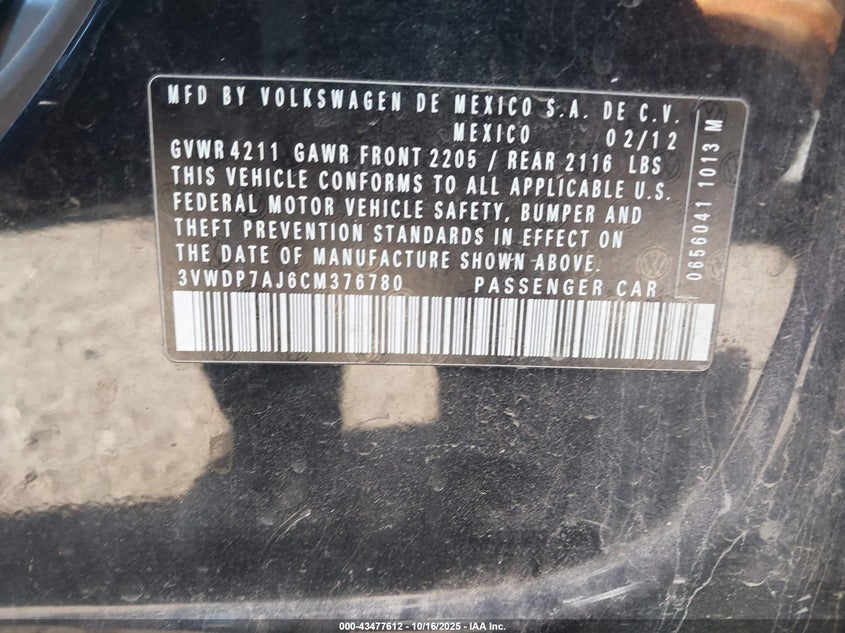 MFD BY VOLKSWAGEN DE MEXICO S.A. DE C.V.
MEXICO 02/12
GVWR 4211 GAWR FRONT 2205 / REAR 2116 LBS
THIS VEHICLE CONFORMS TO ALL APPLICABLE U.S.
FEDERAL MOTOR VEHICLE SAFETY, BUMPER AND
THEFT PREVENTION STANDARDS IN EFFECT ON
THE DATE OF MANUFACTURE SHOWN ABOVE.
3VWDP7AJ6CM376780 PASSENGER CAR
0656041 1013 M
000-43477612 - 10/16/2025 - IAA Inc.